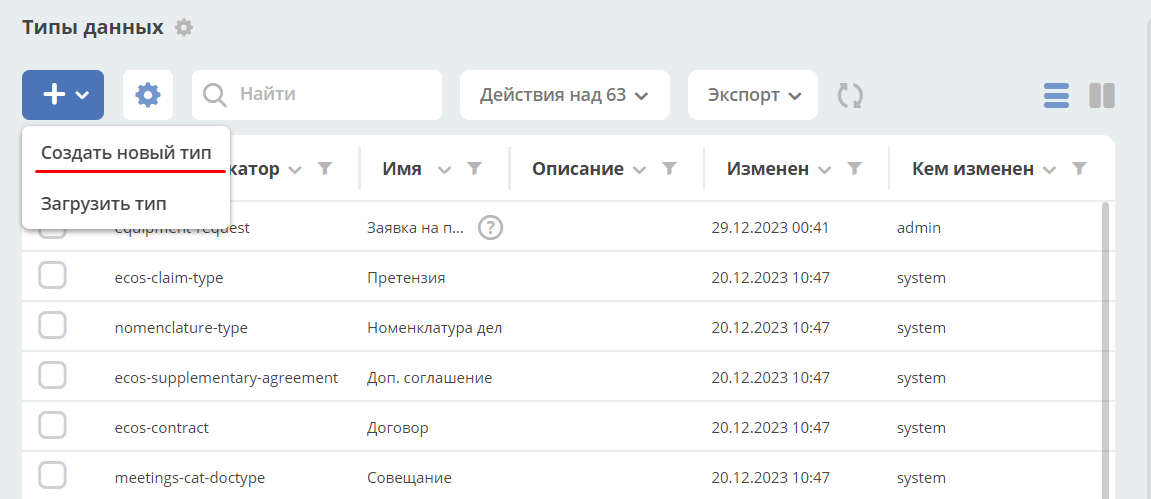 Типы данных
Найти
Действия над 63
Экспорт
Создать новый тип
Загрузить тип
катор Имя Описание Изменен Кем изменен
equipment-request Заявка на п... ? 29.12.2023 00:41 admin
ecos-claim-type Претензия 20.12.2023 10:47 system
nomenclature-type Номенклатура дел 20.12.2023 10:47 system
ecos-supplementary-agreement Доп. соглашение 20.12.2023 10:47 system
ecos-contract Договор 20.12.2023 10:47 system
meetings-cat-doctype Совещание 20.12.2023 10:47 system